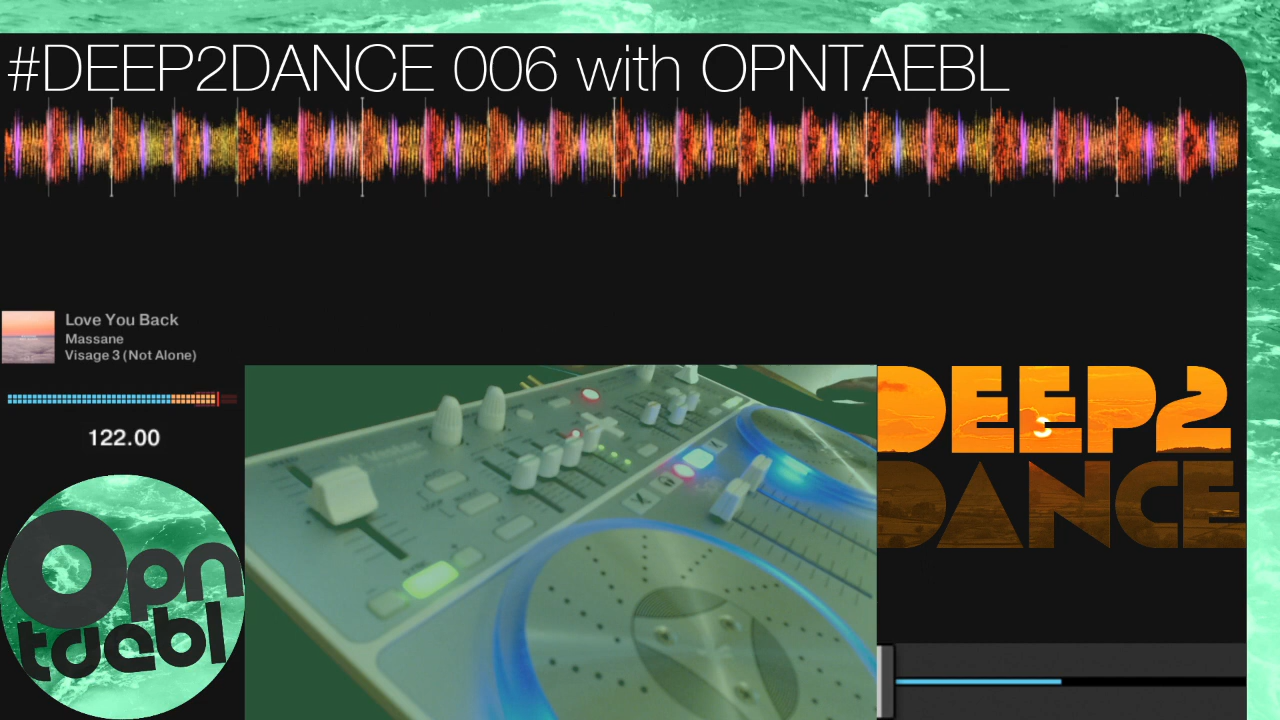 #DEEP2DANCE 006 with OPNTAEBL
Love You Back
Massane
Visage 3 (Not Alone)
122.00
Opn
taebl
DEEP2
DANCE